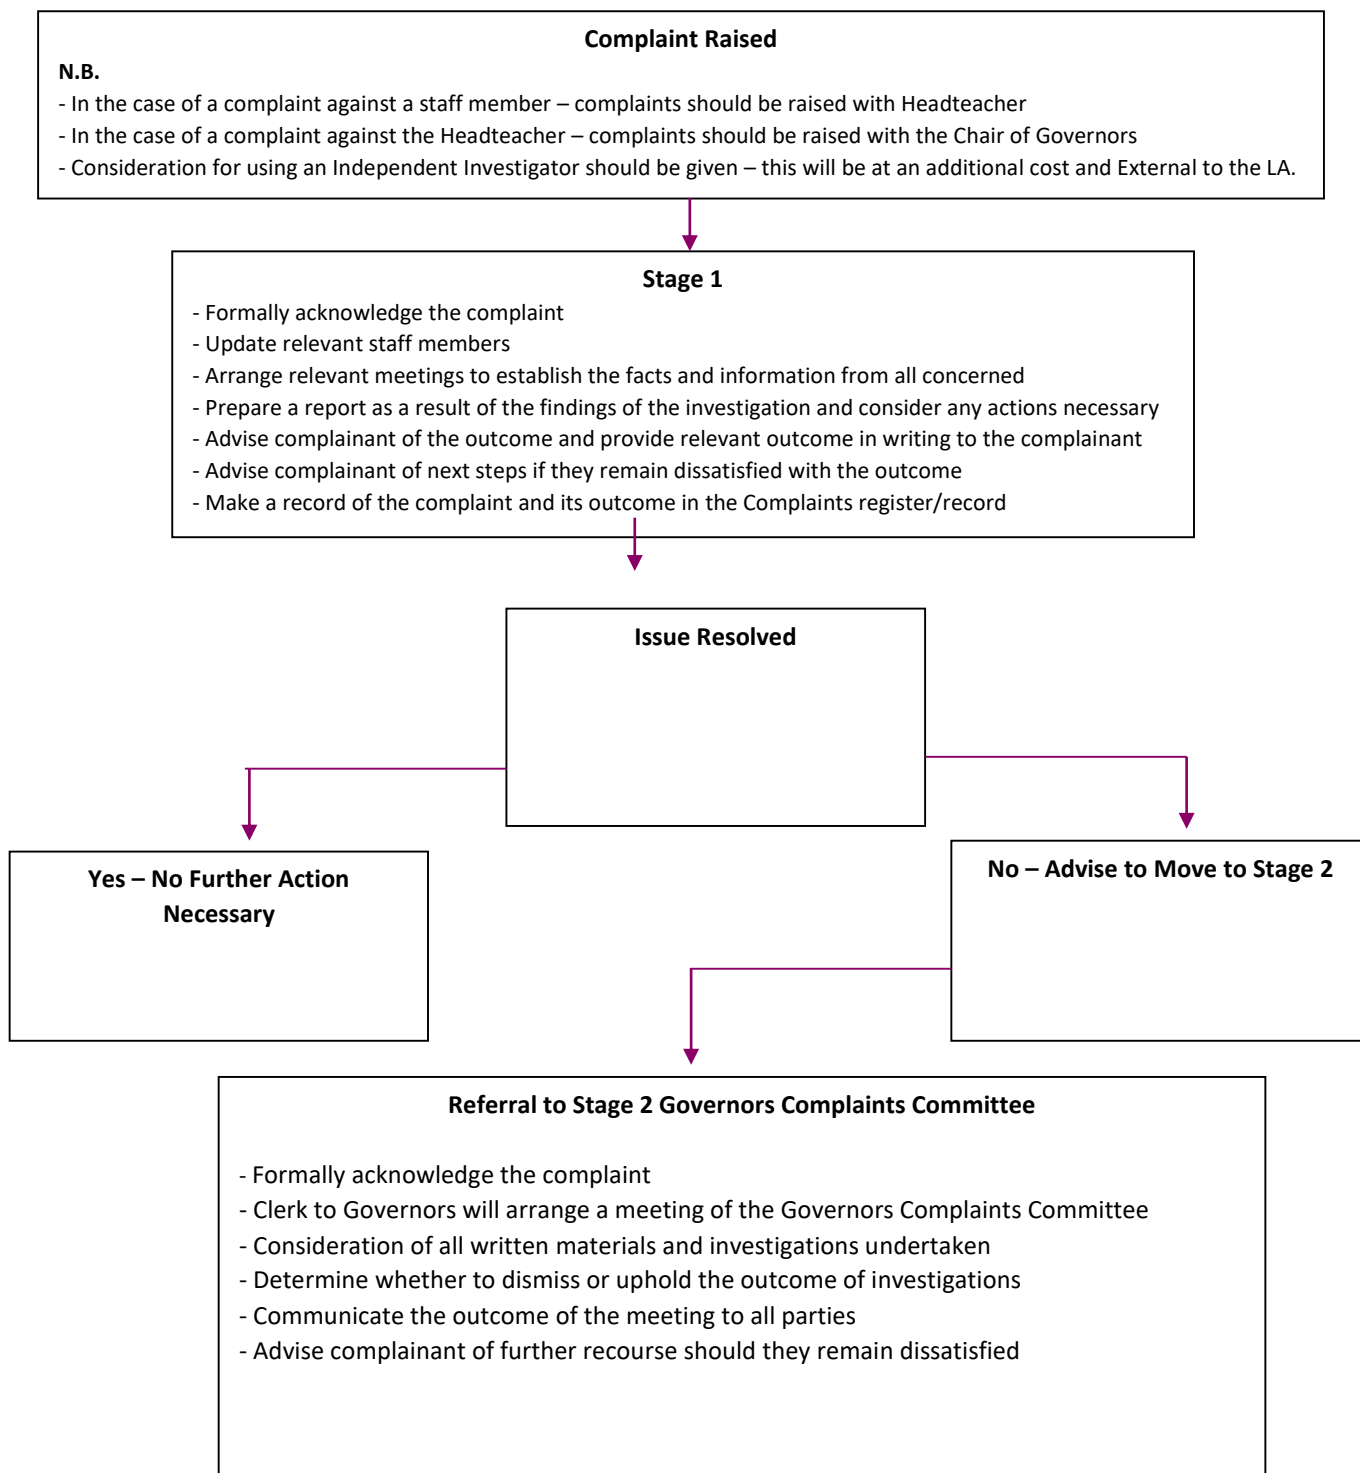 Complaint Raised
N.B.
- In the case of a complaint against a staff member – complaints should be raised with Headteacher
- In the case of a complaint against the Headteacher – complaints should be raised with the Chair of Governors
- Consideration for using an Independent Investigator should be given – this will be at an additional cost and External to the LA.
Stage 1
- Formally acknowledge the complaint
- Update relevant staff members
- Arrange relevant meetings to establish the facts and information from all concerned
- Prepare a report as a result of the findings of the investigation and consider any actions necessary
- Advise complainant of the outcome and provide relevant outcome in writing to the complainant
- Advise complainant of next steps if they remain dissatisfied with the outcome
- Make a record of the complaint and its outcome in the Complaints register/record
Issue Resolved
Yes – No Further Action
Necessary
No – Advise to Move to Stage 2
Referral to Stage 2 Governors Complaints Committee
- Formally acknowledge the complaint
- Clerk to Governors will arrange a meeting of the Governors Complaints Committee
- Consideration of all written materials and investigations undertaken
- Determine whether to dismiss or uphold the outcome of investigations
- Communicate the outcome of the meeting to all parties
- Advise complainant of further recourse should they remain dissatisfied